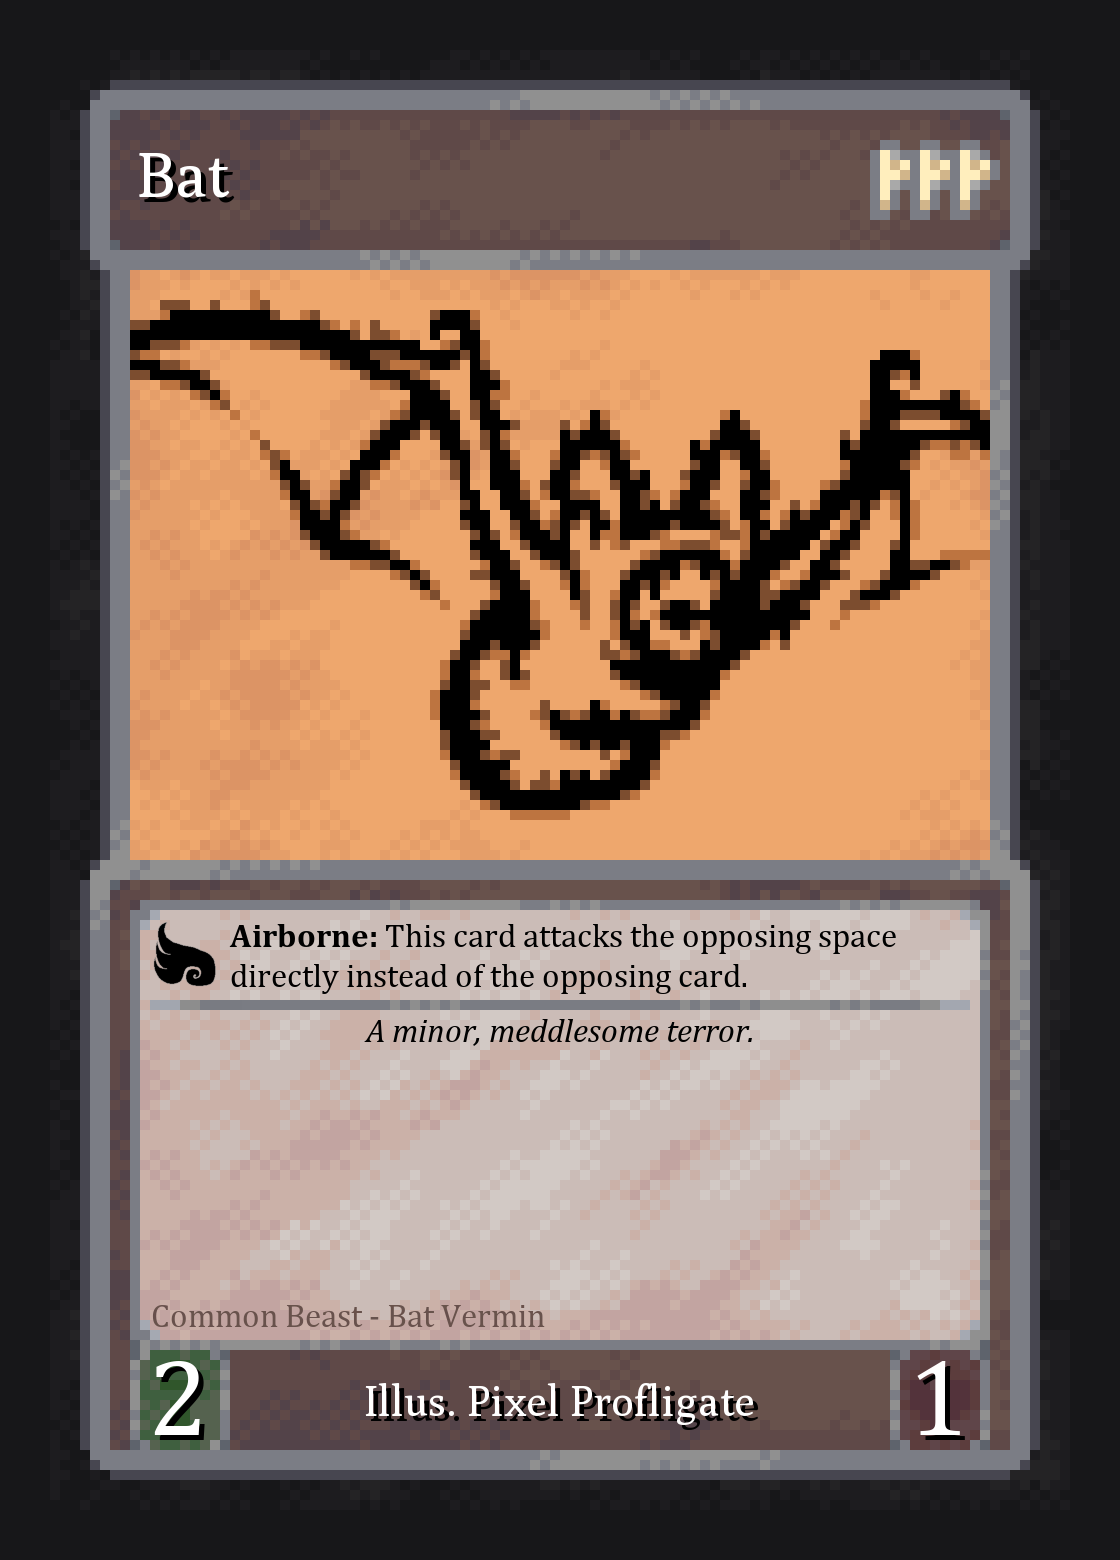 Bat
ᚦᚦᚦ
Airborne: This card attacks the opposing space
directly instead of the opposing card.
A minor, meddlesome terror.
Common Beast - Bat Vermin
2
Illus. Pixel Profligate
1